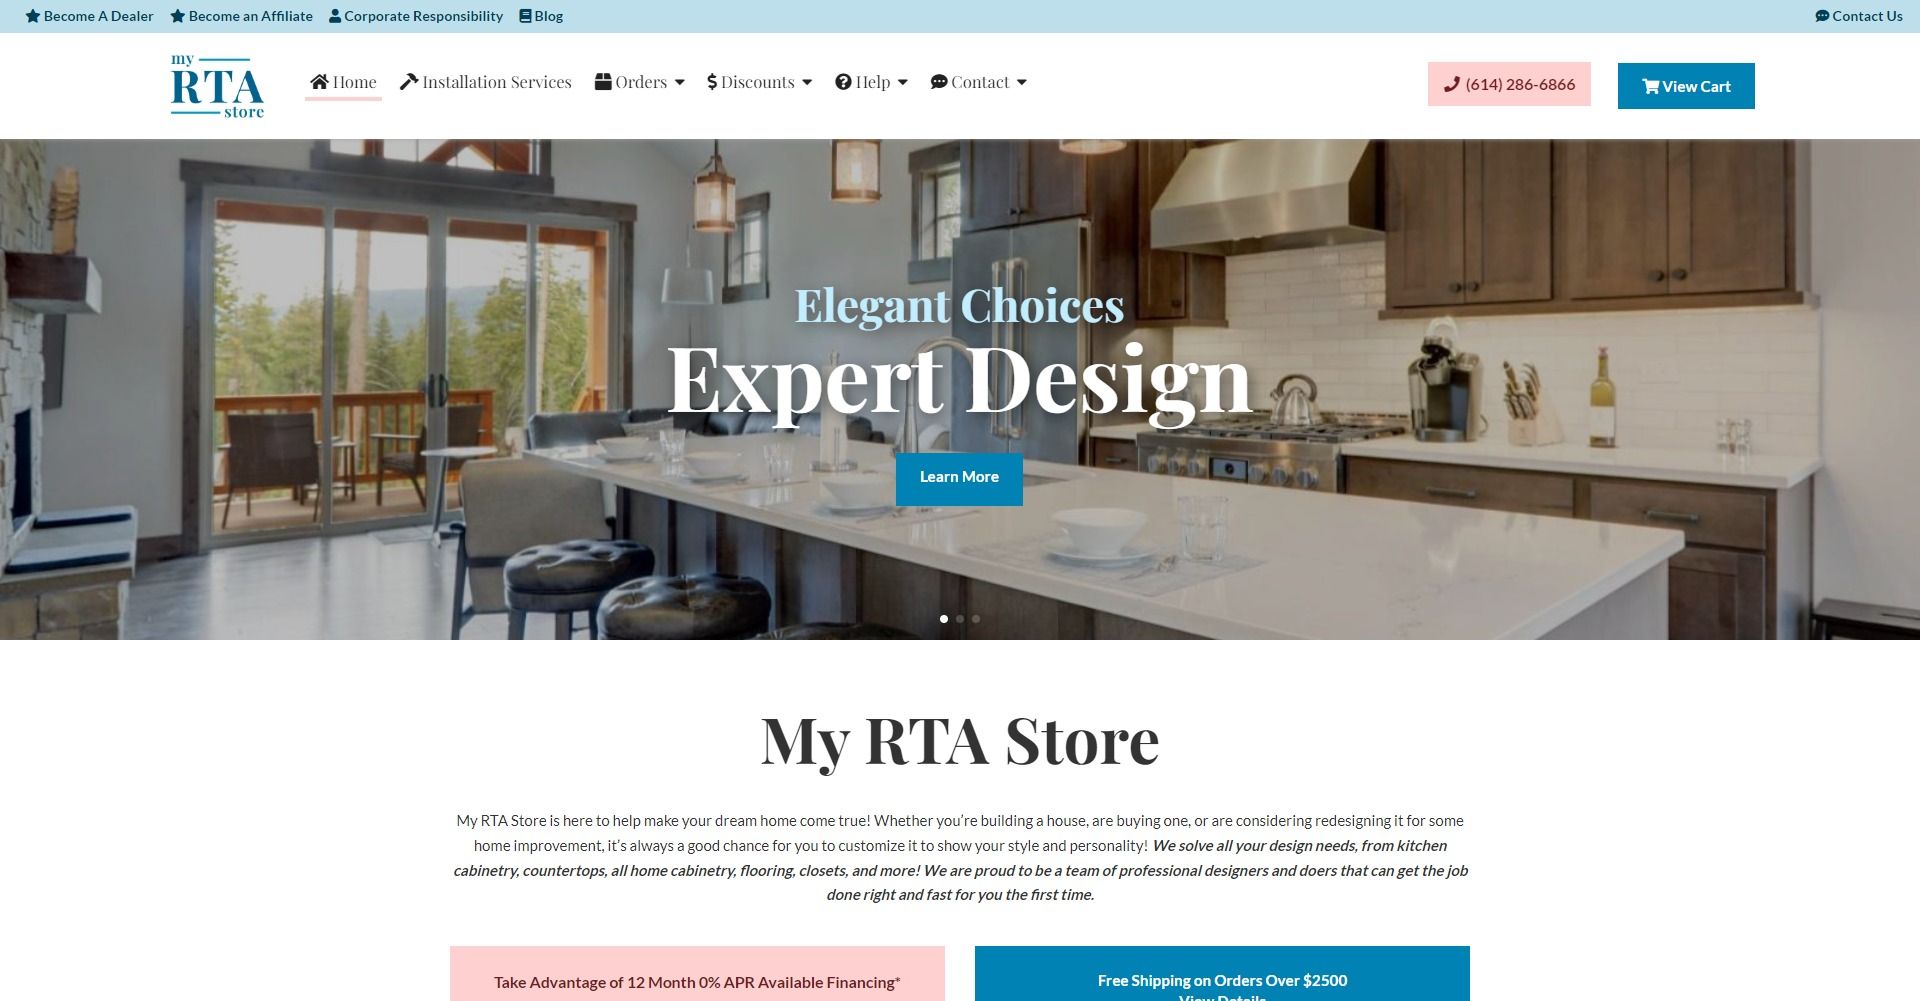 Become A Dealer Become an Affiliate Corporate Responsibility Blog Contact Us
my
RTA
store
Home Installation Services Orders Discounts Help Contact (614) 286-6866 View Cart
Elegant Choices
Expert Design
Learn More
My RTA Store
My RTA Store is here to help make your dream home come true! Whether you’re building a house, are buying one, or are considering redesigning it for some
home improvement, it’s always a good chance for you to customize it to show your style and personality! We solve all your design needs, from kitchen
cabinetry, countertops, all home cabinetry, flooring, closets, and more! We are proud to be a team of professional designers and doers that can get the job
done right and fast for you the first time.
Take Advantage of 12 Month 0% APR Available Financing*
Free Shipping on Orders Over $2500
View Details